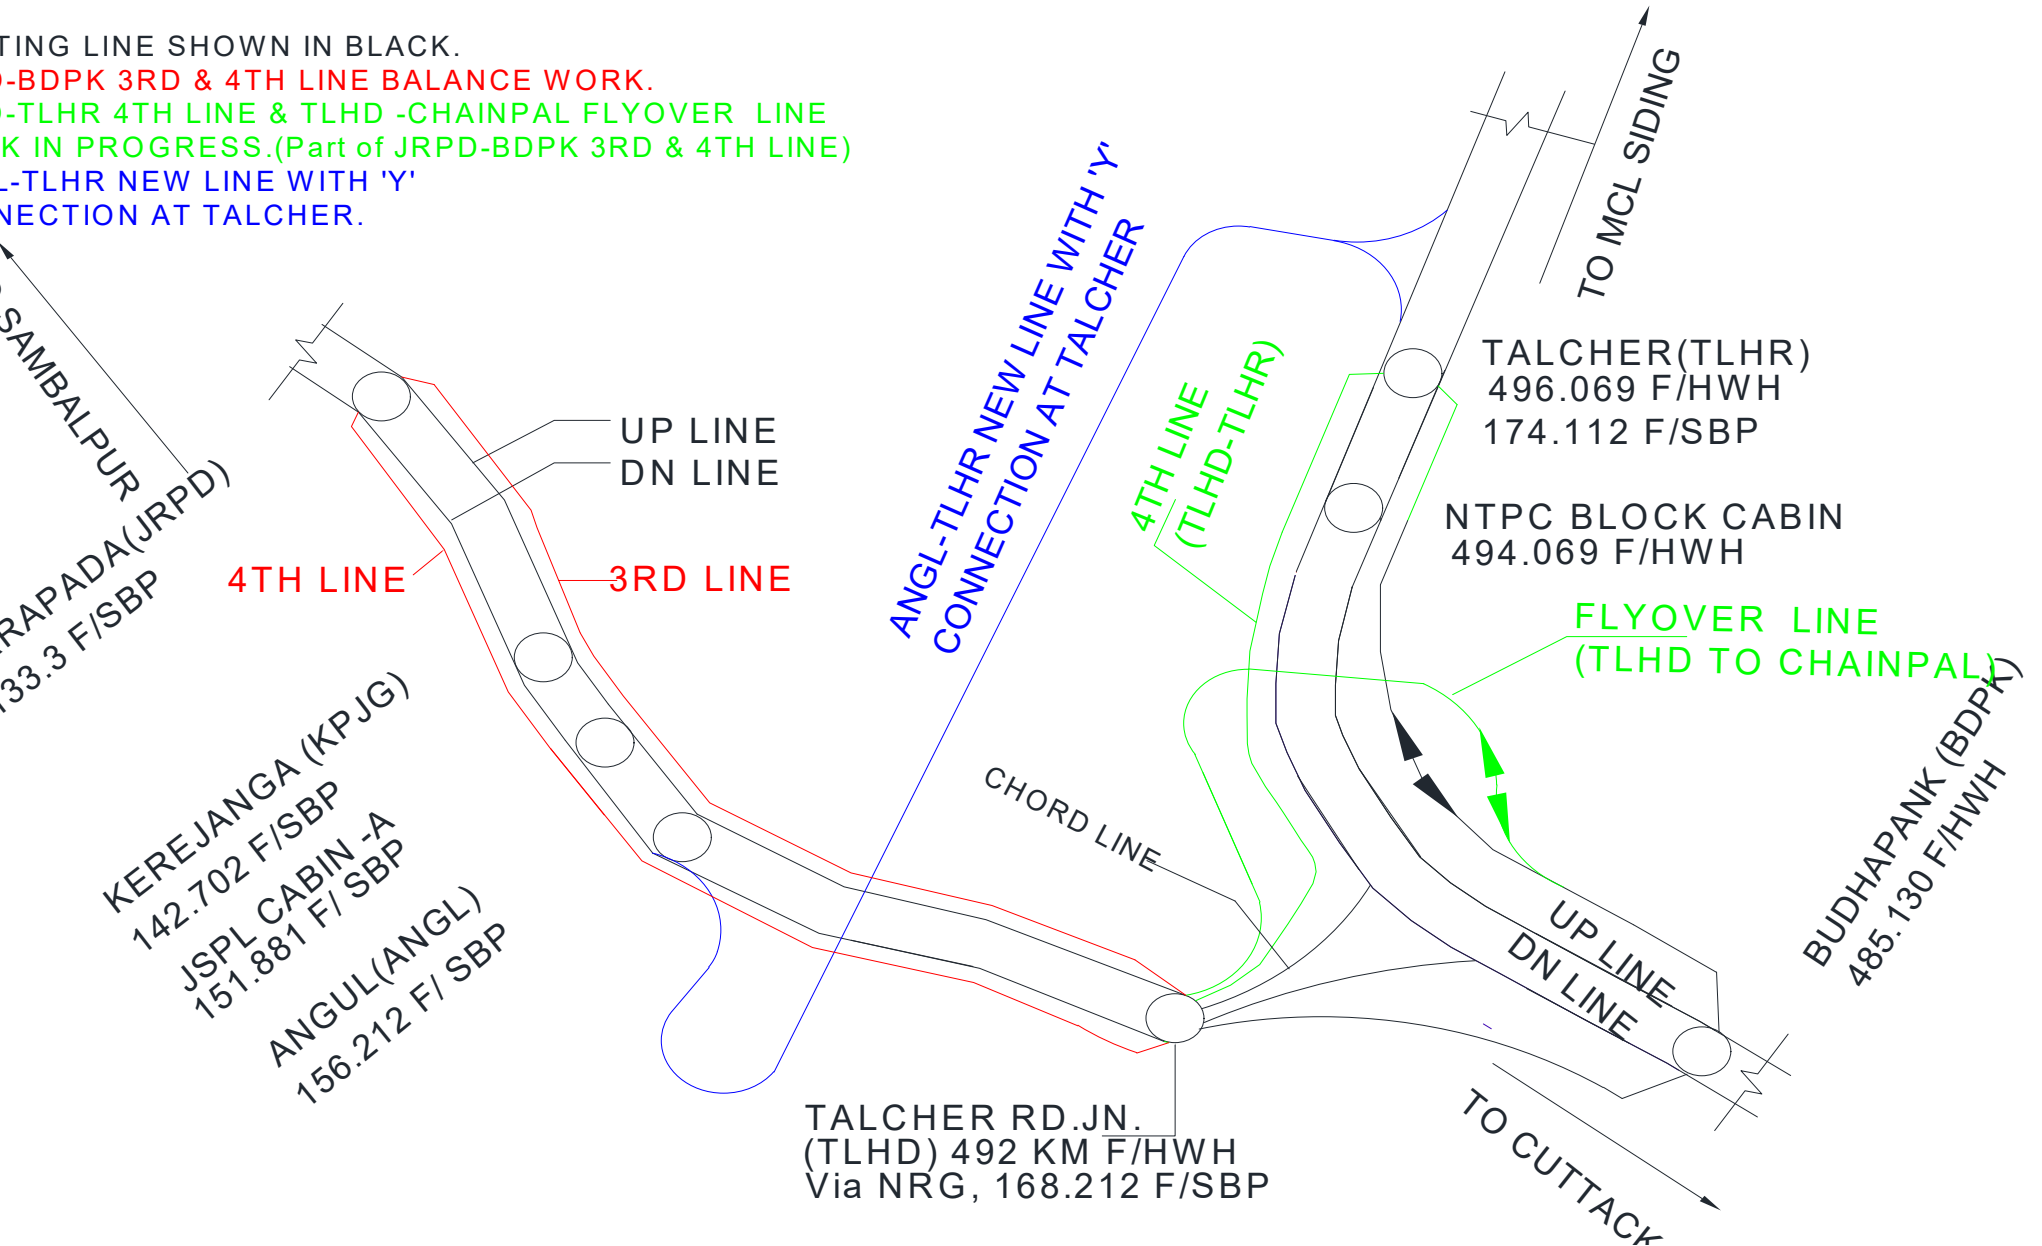 TING LINE SHOWN IN BLACK.
-BDPK 3RD & 4TH LINE BALANCE WORK.
-TLHR 4TH LINE & TLHD -CHAINPAL FLYOVER LINE
K IN PROGRESS.(Part of JRPD-BDPK 3RD & 4TH LINE)
L-TLHR NEW LINE WITH 'Y'
NECTION AT TALCHER.
SAMBALPUR
RAPADA(JRPD)
133.3 F/SBP
UP LINE
DN LINE
4TH LINE
3RD LINE
KEREJANGA (KPJG)
142.702 F/SBP
JSPL CABIN -A
151.881 F/ SBP
ANGUL(ANGL)
156.212 F/ SBP
ANGL-TLHR NEW LINE WITH 'Y'
CONNECTION AT TALCHER
4TH LINE
(TLHD-TLHR)
TO MCL SIDING
TALCHER(TLHR)
496.069 F/HWH
174.112 F/SBP
NTPC BLOCK CABIN
494.069 F/HWH
FLYOVER LINE
(TLHD TO CHAINPAL)
CHORD LINE
BUDHAPANK (BDPK)
485.130 F/HWH
UP LINE
DN LINE
TALCHER RD.JN.
(TLHD) 492 KM F/HWH
Via NRG, 168.212 F/SBP
TO CUTTACK